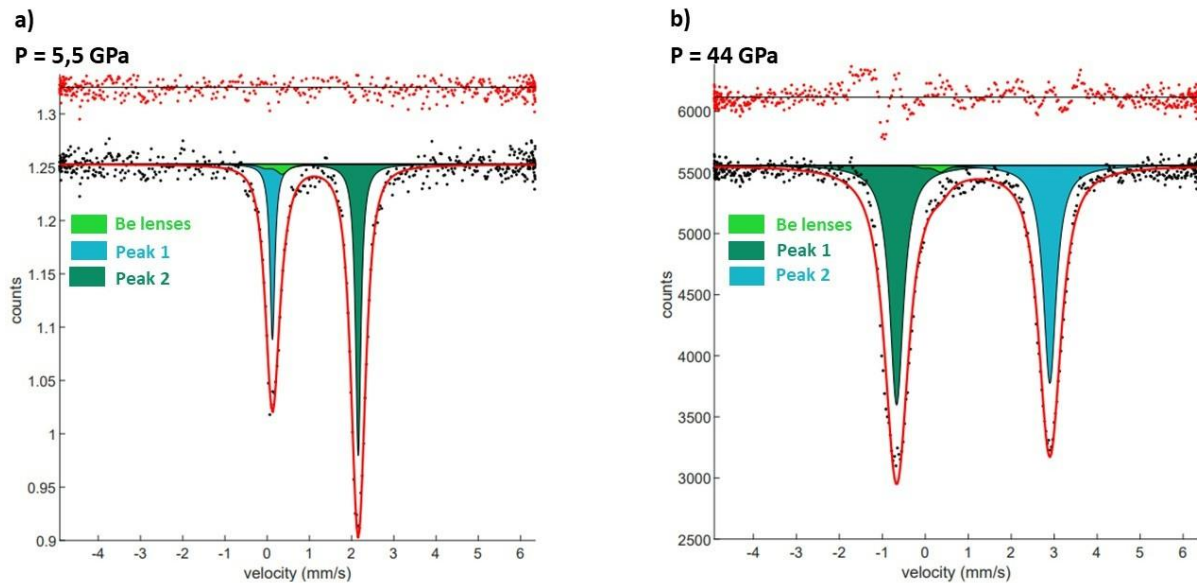 a)
P = 5,5 GPa
1.3
1.25
1.2
1.15
1.1
1.05
1
0.95
0.9
counts
Be lenses
Peak 1
Peak 2
-4 -3 -2 -1 0 1 2 3 4 5 6
velocity (mm/s)
b)
P = 44 GPa
6000
5500
5000
4500
4000
3500
3000
2500
counts
Be lenses
Peak 1
Peak 2
-4 -3 -2 -1 0 1 2 3 4 5 6
velocity (mm/s)